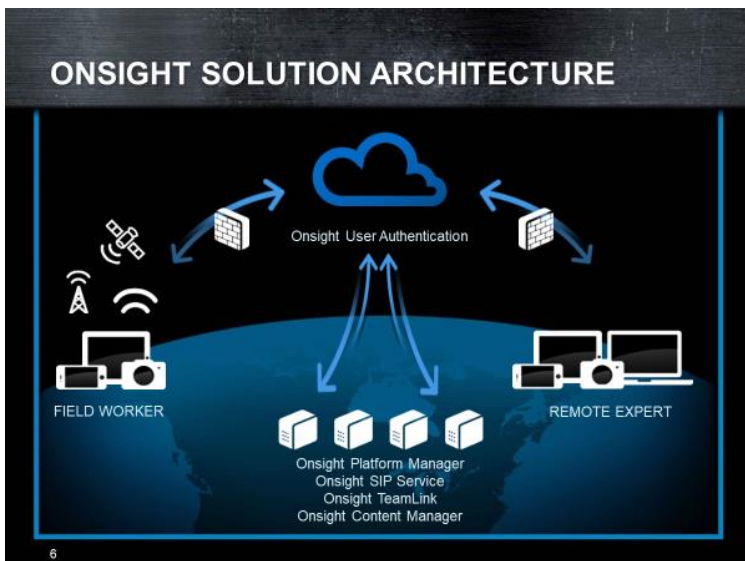 ONSIGHT SOLUTION ARCHITECTURE
Onsight User Authentication
FIELD WORKER
REMOTE EXPERT
Onsight Platform Manager
Onsight SIP Service
Onsight TeamLink
Onsight Content Manager
6